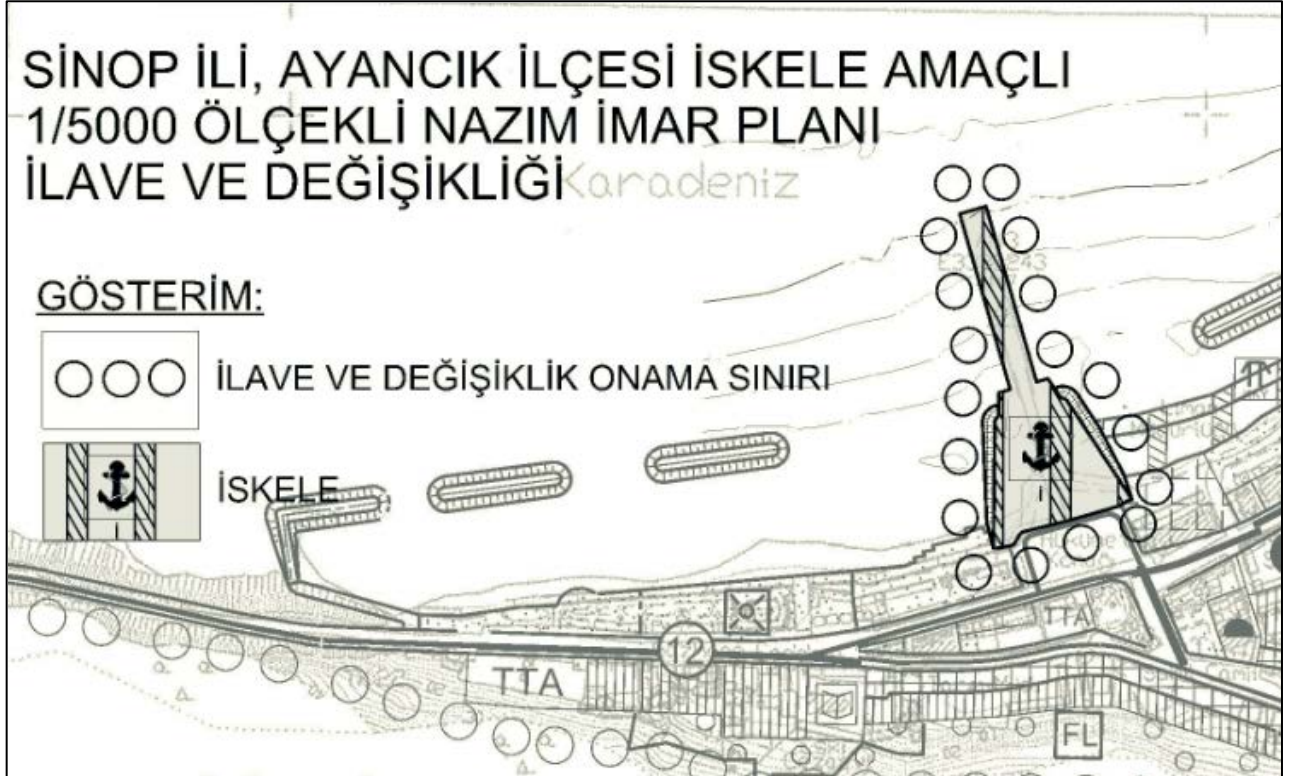 SİNOP İLİ, AYANCIK İLÇESİ İSKELE AMAÇLI
1/5000 ÖLÇEKLİ NAZIM İMAR PLANI
İLAVE VE DEĞİŞİKLİĞİ
Karadeniz
GÖSTERİM:
İLAVE VE DEĞİŞİKLİK ONAMA SINIRI
İSKELE
TTA
12
TTA
FL